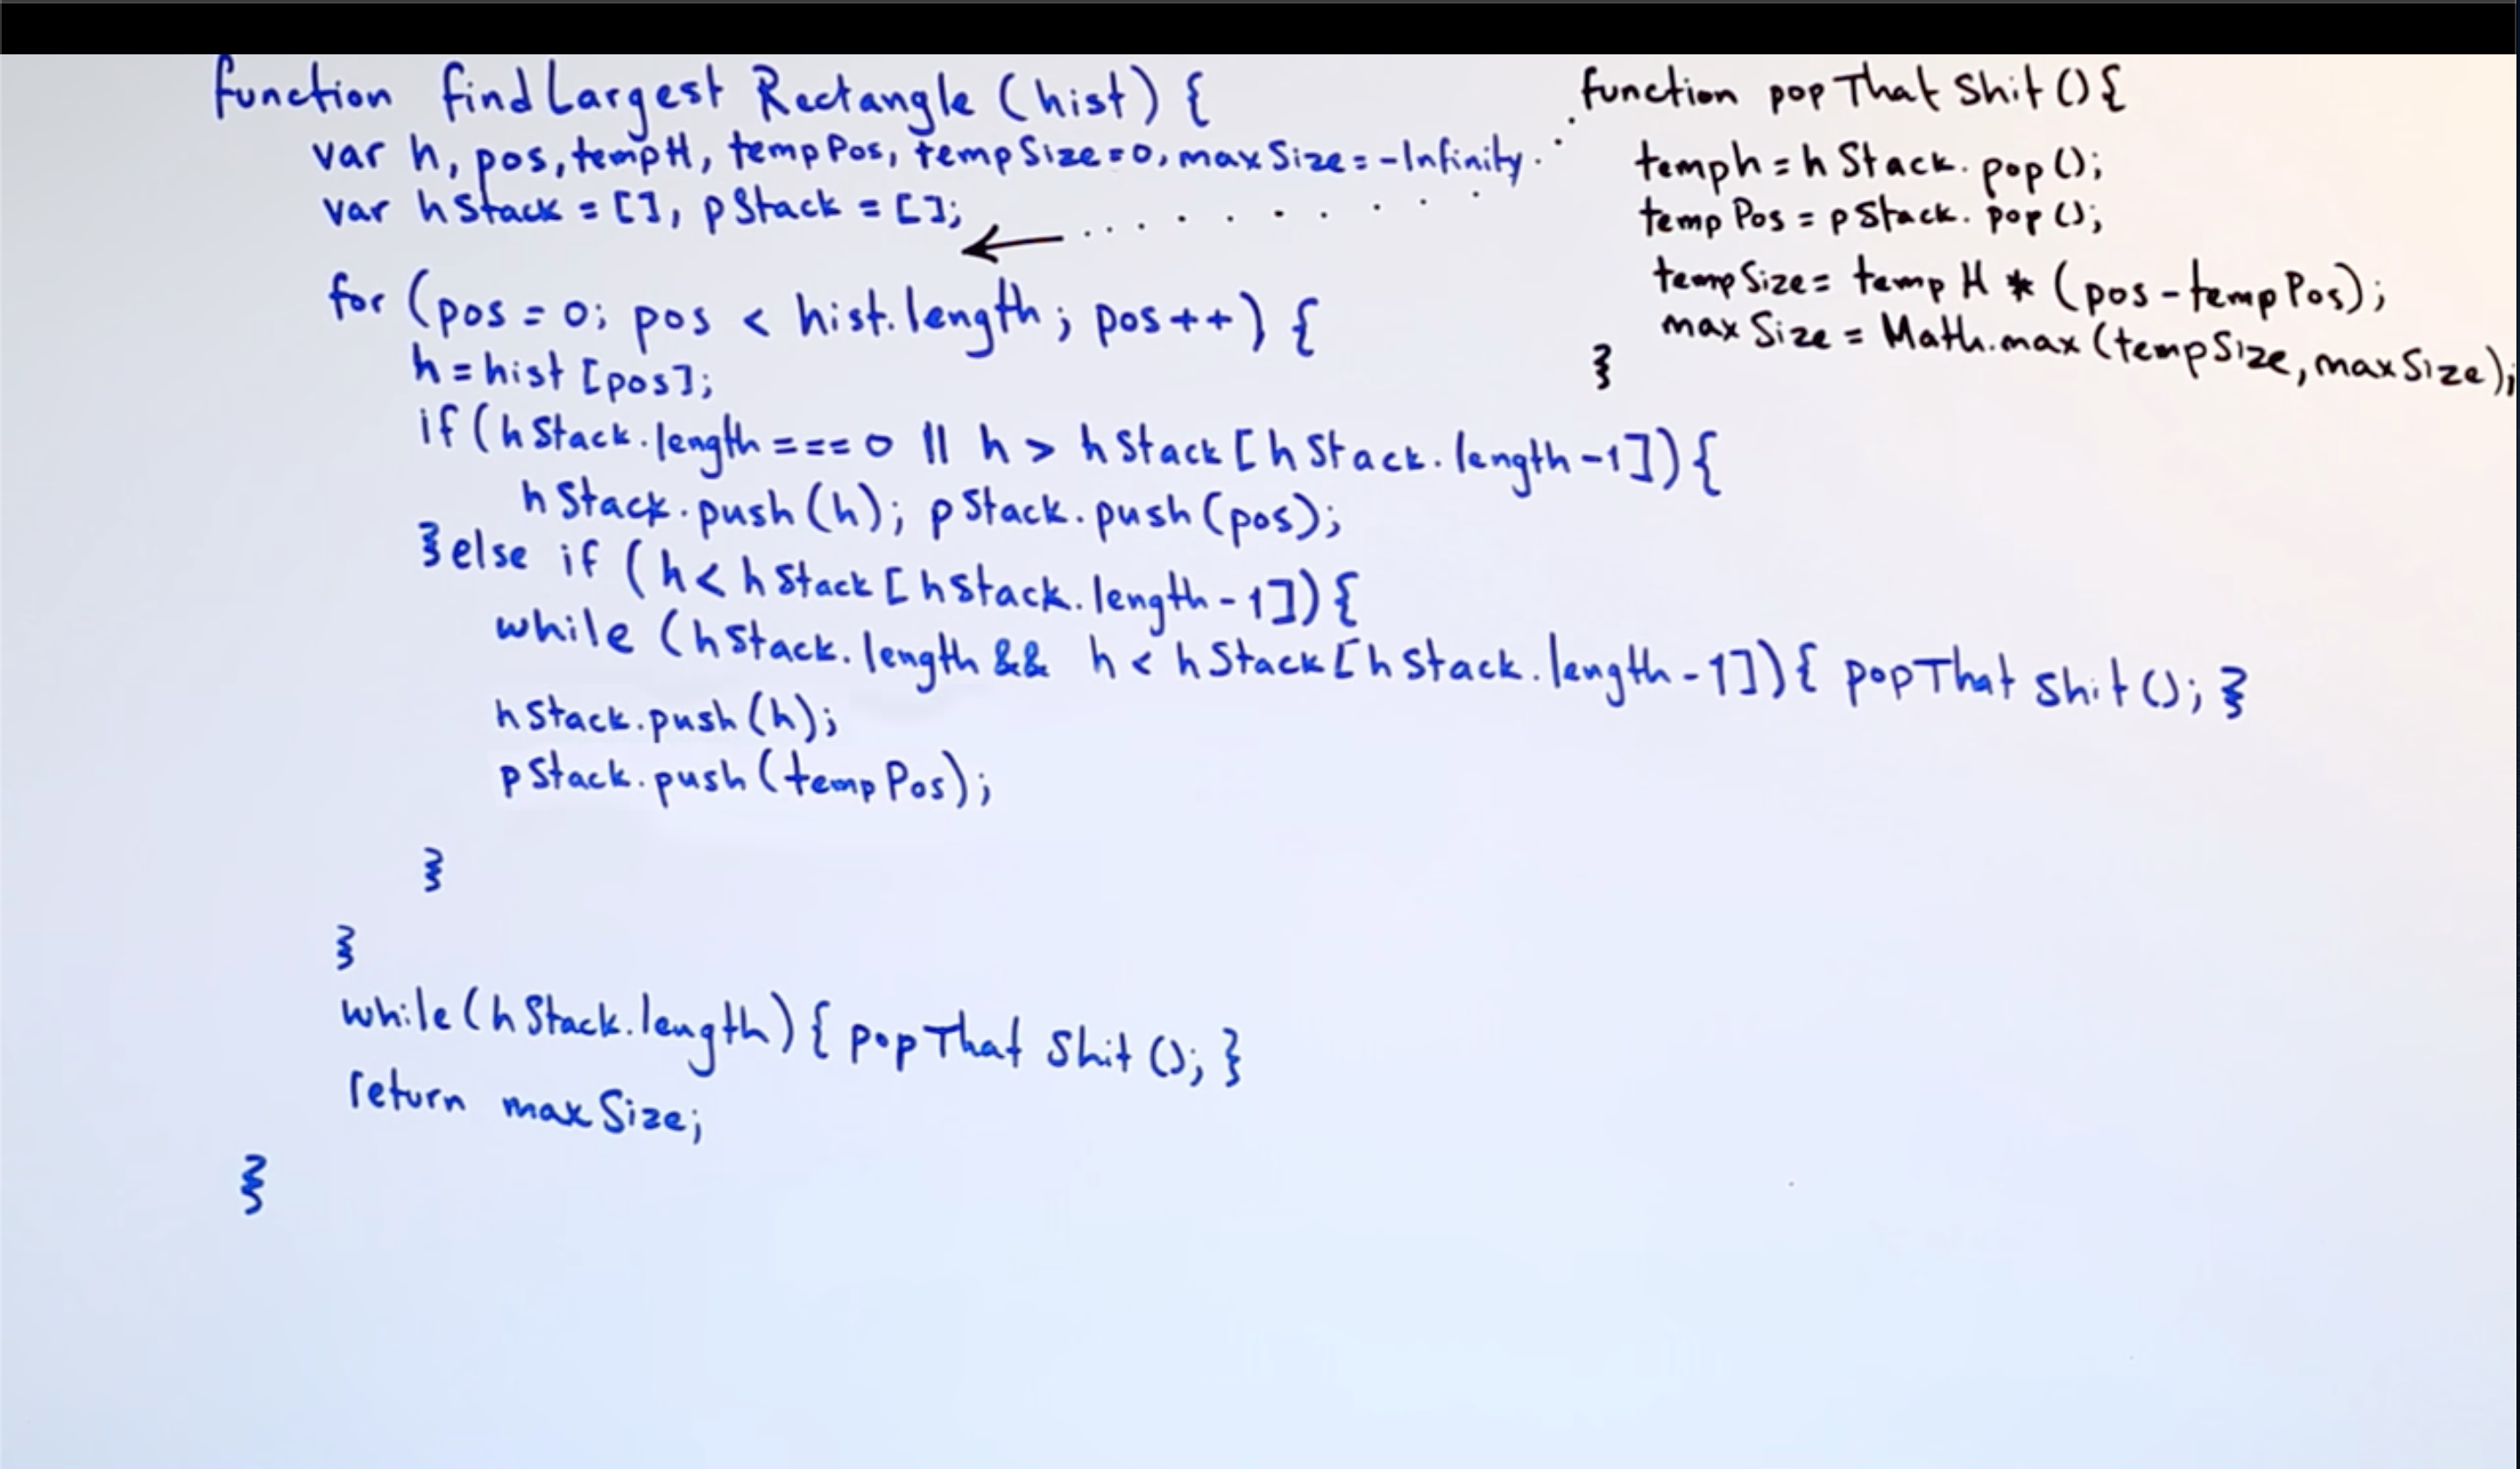 function findLargestRectangle (hist) {
var h, pos, tempH, tempPos, tempSize=0, maxSize=-Infinity.
var hStack = [], pStack = [];
for (pos = 0; pos < hist.length; pos++) {
h = hist [pos];
if (hStack.length === 0 || h > hStack [hStack.length-1]) {
hStack.push(h); pStack.push(pos);
} else if (h < hStack [hStack.length-1]) {
while (hStack.length && h < hStack [hStack.length-1]) { popThatShit(); }
hStack.push(h);
pStack.push(tempPos);
}
}
while (hStack.length) { popThatShit(); }
return maxSize;
}
function popThatShit () {
temph = hStack.pop();
tempPos = pStack.pop();
tempSize = tempH * (pos - tempPos);
maxSize = Math.max (tempSize, maxSize);
}